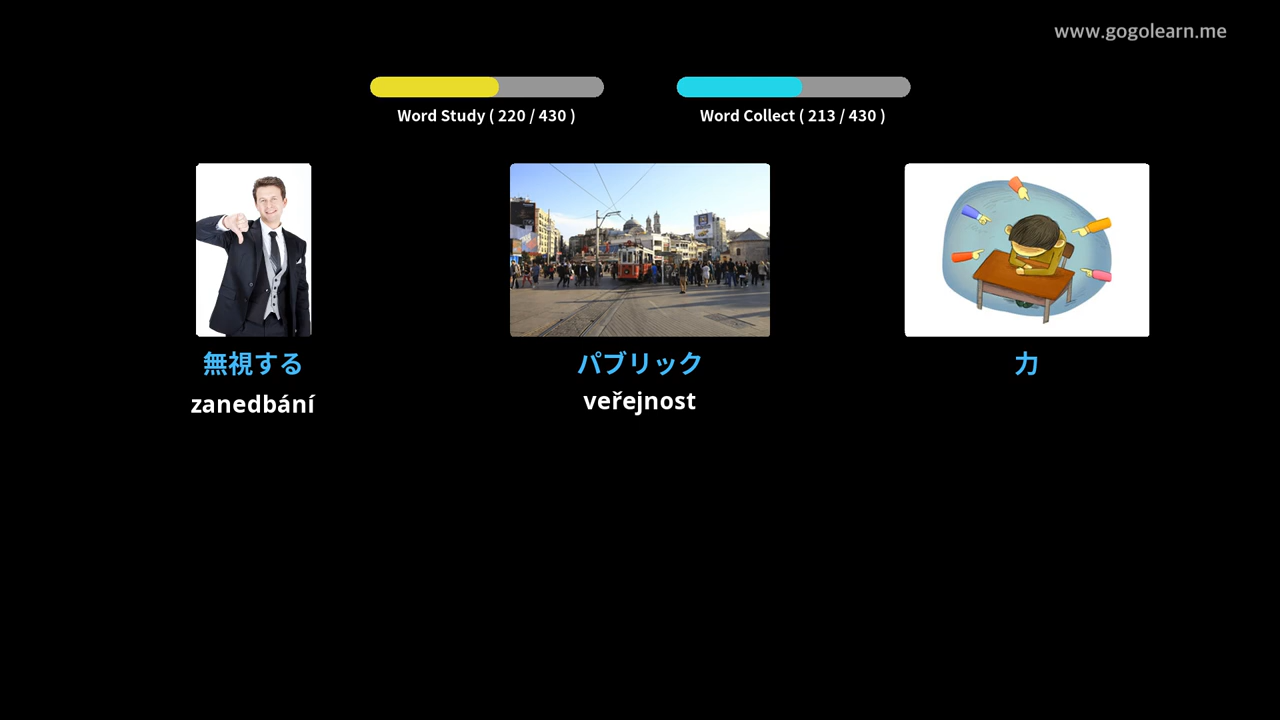 www.gogolearn.me
Word Study ( 220 / 430 )
Word Collect ( 213 / 430 )
無視する
パブリック
力
zanedbání
veřejnost